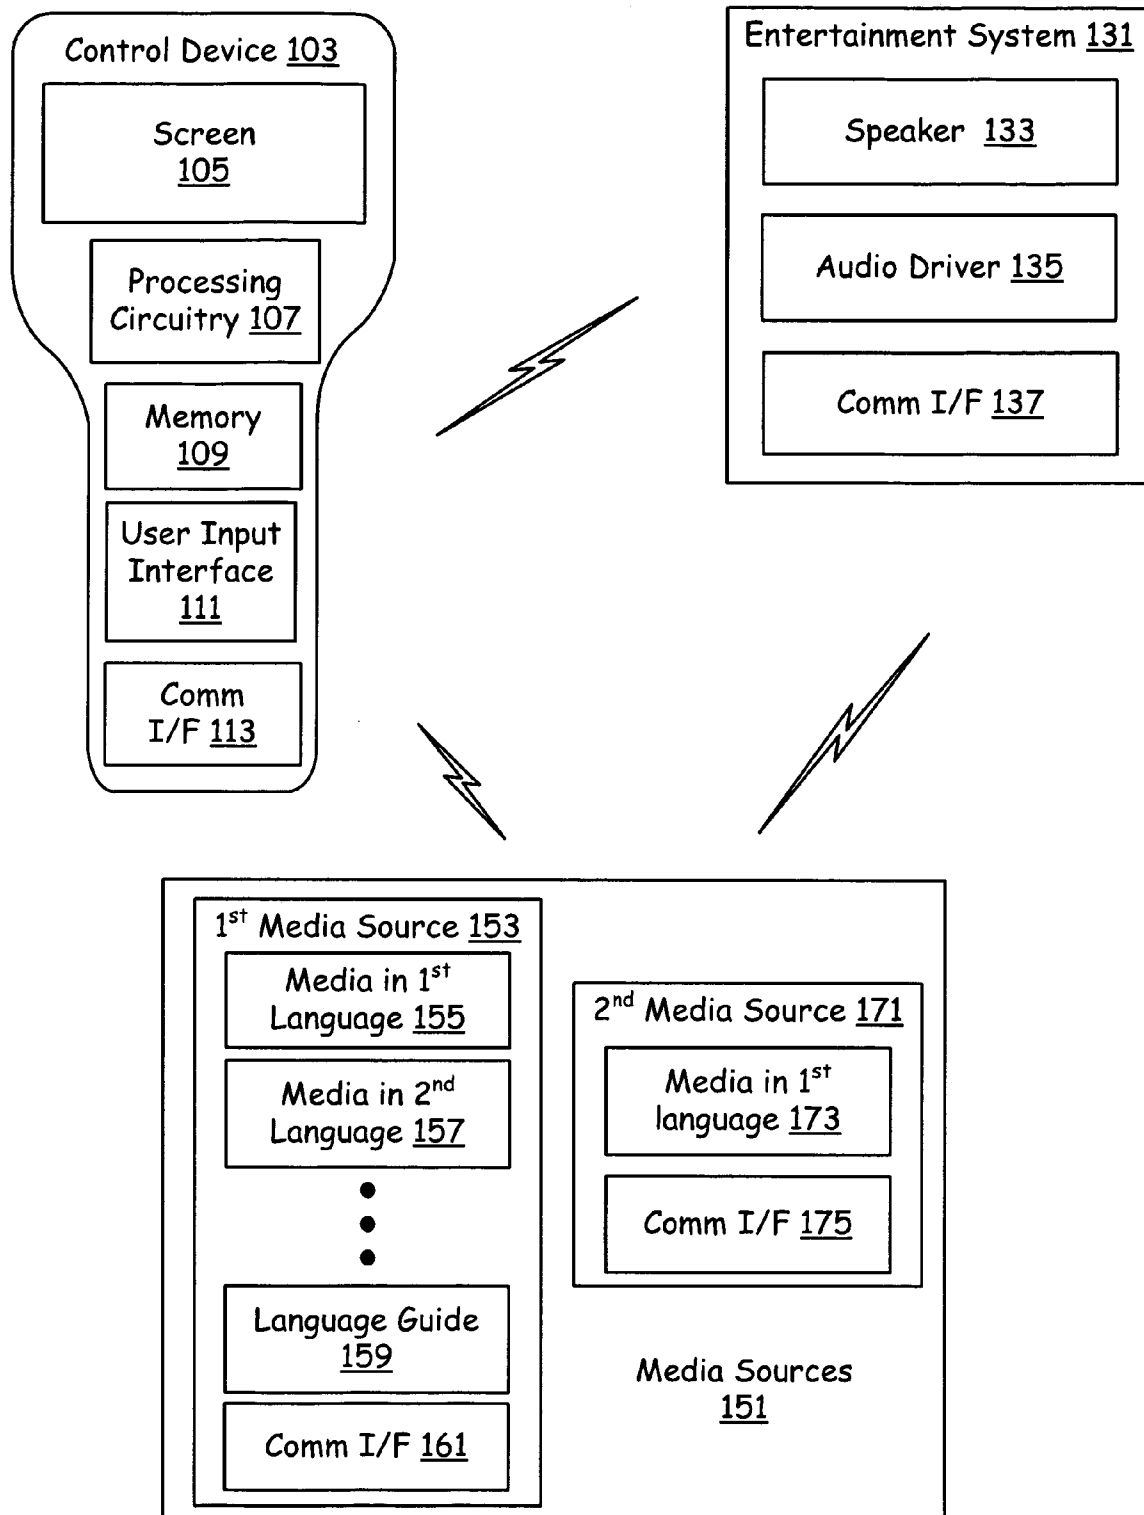 Control Device 103
Screen
105
Processing
Circuitry 107
Memory
109
User Input
Interface
111
Comm
I/F 113
Entertainment System 131
Speaker 133
Audio Driver 135
Comm I/F 137
1st Media Source 153
Media in 1st
Language 155
Media in 2nd
Language 157
Language Guide
159
Comm I/F 161
2nd Media Source 171
Media in 1st
language 173
Comm I/F 175
Media Sources
151